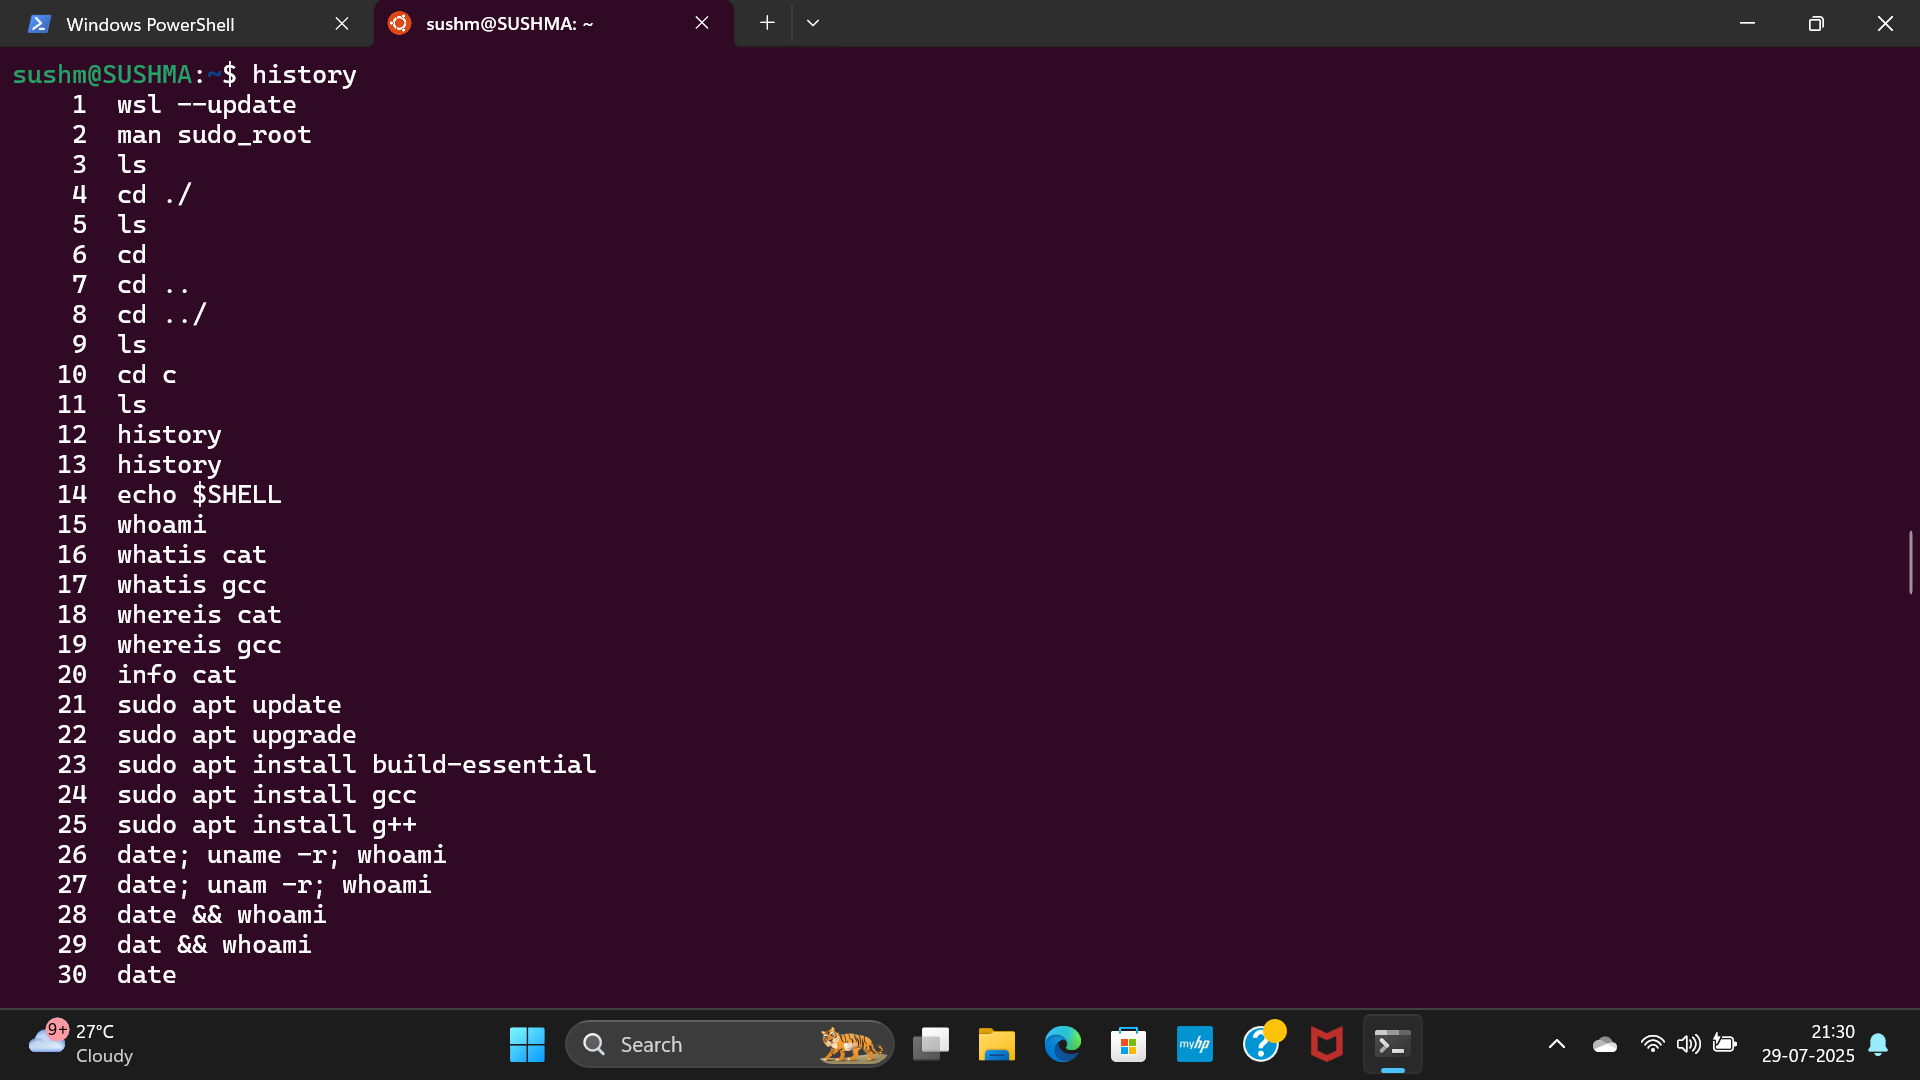 Windows PowerShell
sushm@SUSHMA: ~
sushm@SUSHMA:~$ history
1 wsl --update
2 man sudo_root
3 ls
4 cd ./
5 ls
6 cd
7 cd ..
8 cd ../
9 ls
10 cd c
11 ls
12 history
13 history
14 echo $SHELL
15 whoami
16 whatis cat
17 whatis gcc
18 whereis cat
19 whereis gcc
20 info cat
21 sudo apt update
22 sudo apt upgrade
23 sudo apt install build-essential
24 sudo apt install gcc
25 sudo apt install g++
26 date; uname -r; whoami
27 date; unam -r; whoami
28 date && whoami
29 dat && whoami
30 date
9+
27°C
Cloudy
Search
myhp
21:30
29-07-2025